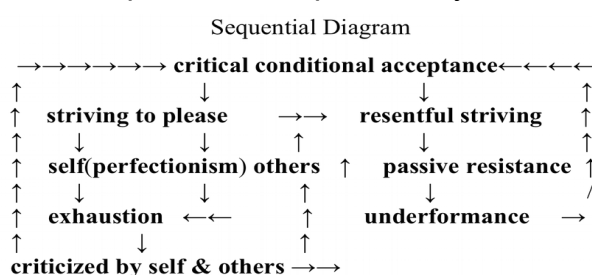 Sequential Diagram
→→→→→→ critical conditional acceptance←←←←
↑ ↓ ↓ ↑
↑ striving to please →→ resentful striving ↑
↑ ↓ ↓ ↑ ↓ ↑
↑ self(perfectionism) others ↑ passive resistance ↑
↑ ↓ ↓ ↑ ↓ /
↑ exhaustion ←← ↑ underformance →
↑ ↓ ↑
criticized by self & others →→